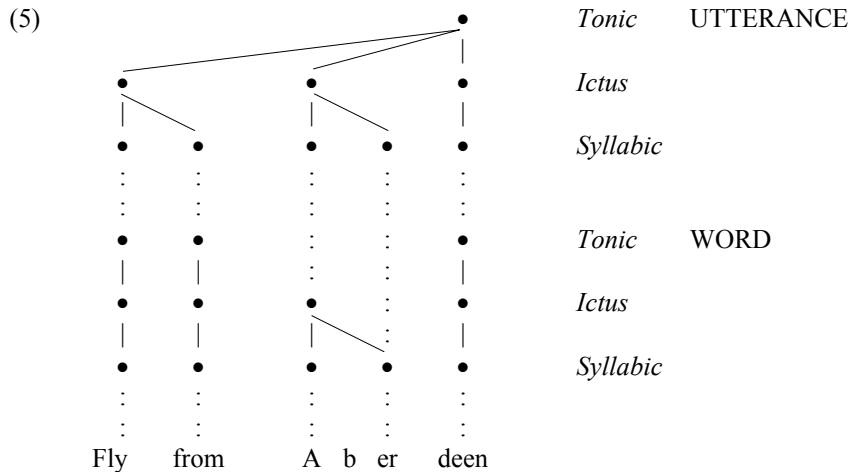 (5) Tonic UTTERANCE
Ictus
Syllabic
Tonic WORD
Ictus
Syllabic
Fly from A b er deen